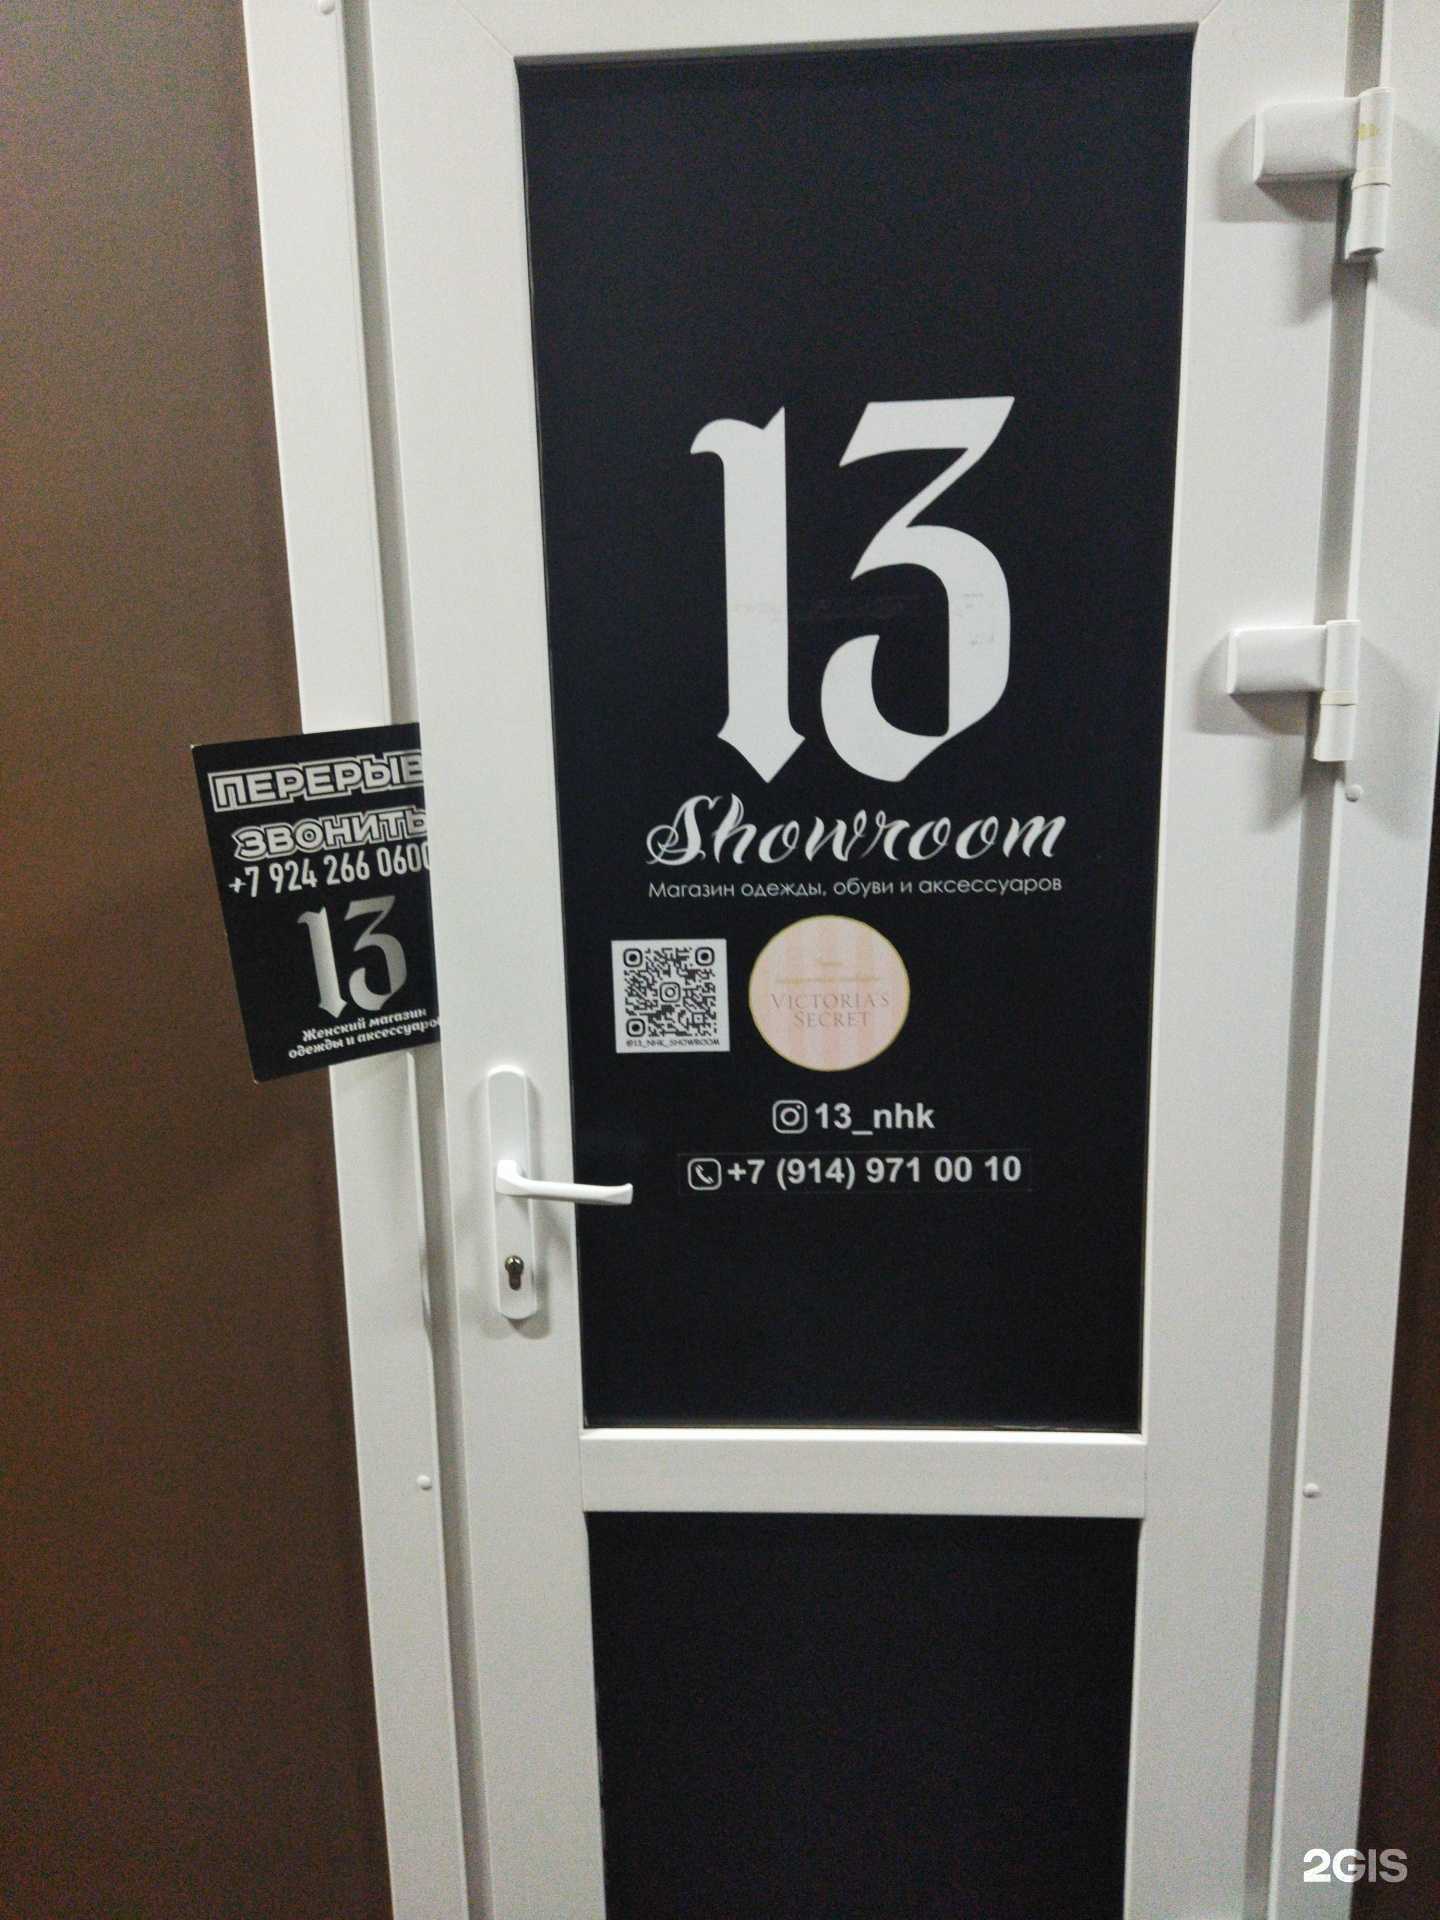 13
Showroom
Магазин одежды, обуви и аксессуаров
@13_NHK_SHOWROOM
VICTORIA'S
SECRET
13_nhk
+7 (914) 971 00 10
ПЕРЕРЫВ
ЗВОНИТЬ
+7 924 266 0600
13
Женский магазин
одежды и аксессуаров
2GIS